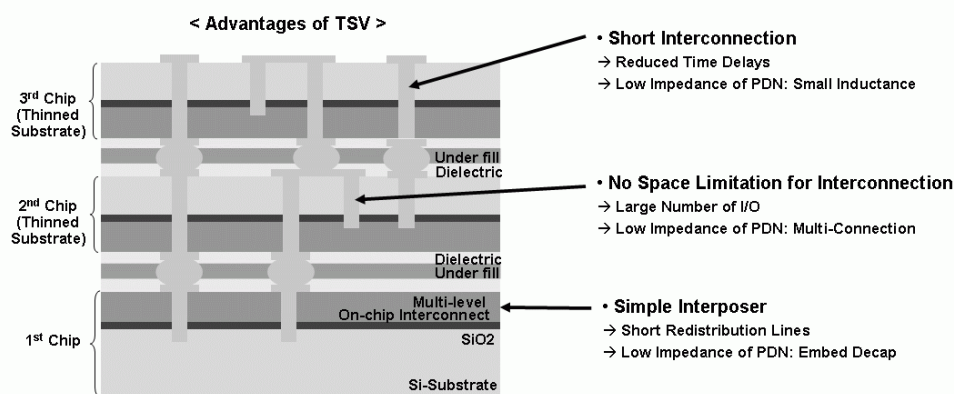 < Advantages of TSV >
3rd Chip
(Thinned
Substrate)
Under fill
Dielectric
2nd Chip
(Thinned
Substrate)
Dielectric
Under fill
Multi-level
On-chip Interconnect
1st Chip
SiO2
Si-Substrate
• Short Interconnection
→ Reduced Time Delays
→ Low Impedance of PDN: Small Inductance
• No Space Limitation for Interconnection
→ Large Number of I/O
→ Low Impedance of PDN: Multi-Connection
• Simple Interposer
→ Short Redistribution Lines
→ Low Impedance of PDN: Embed Decap